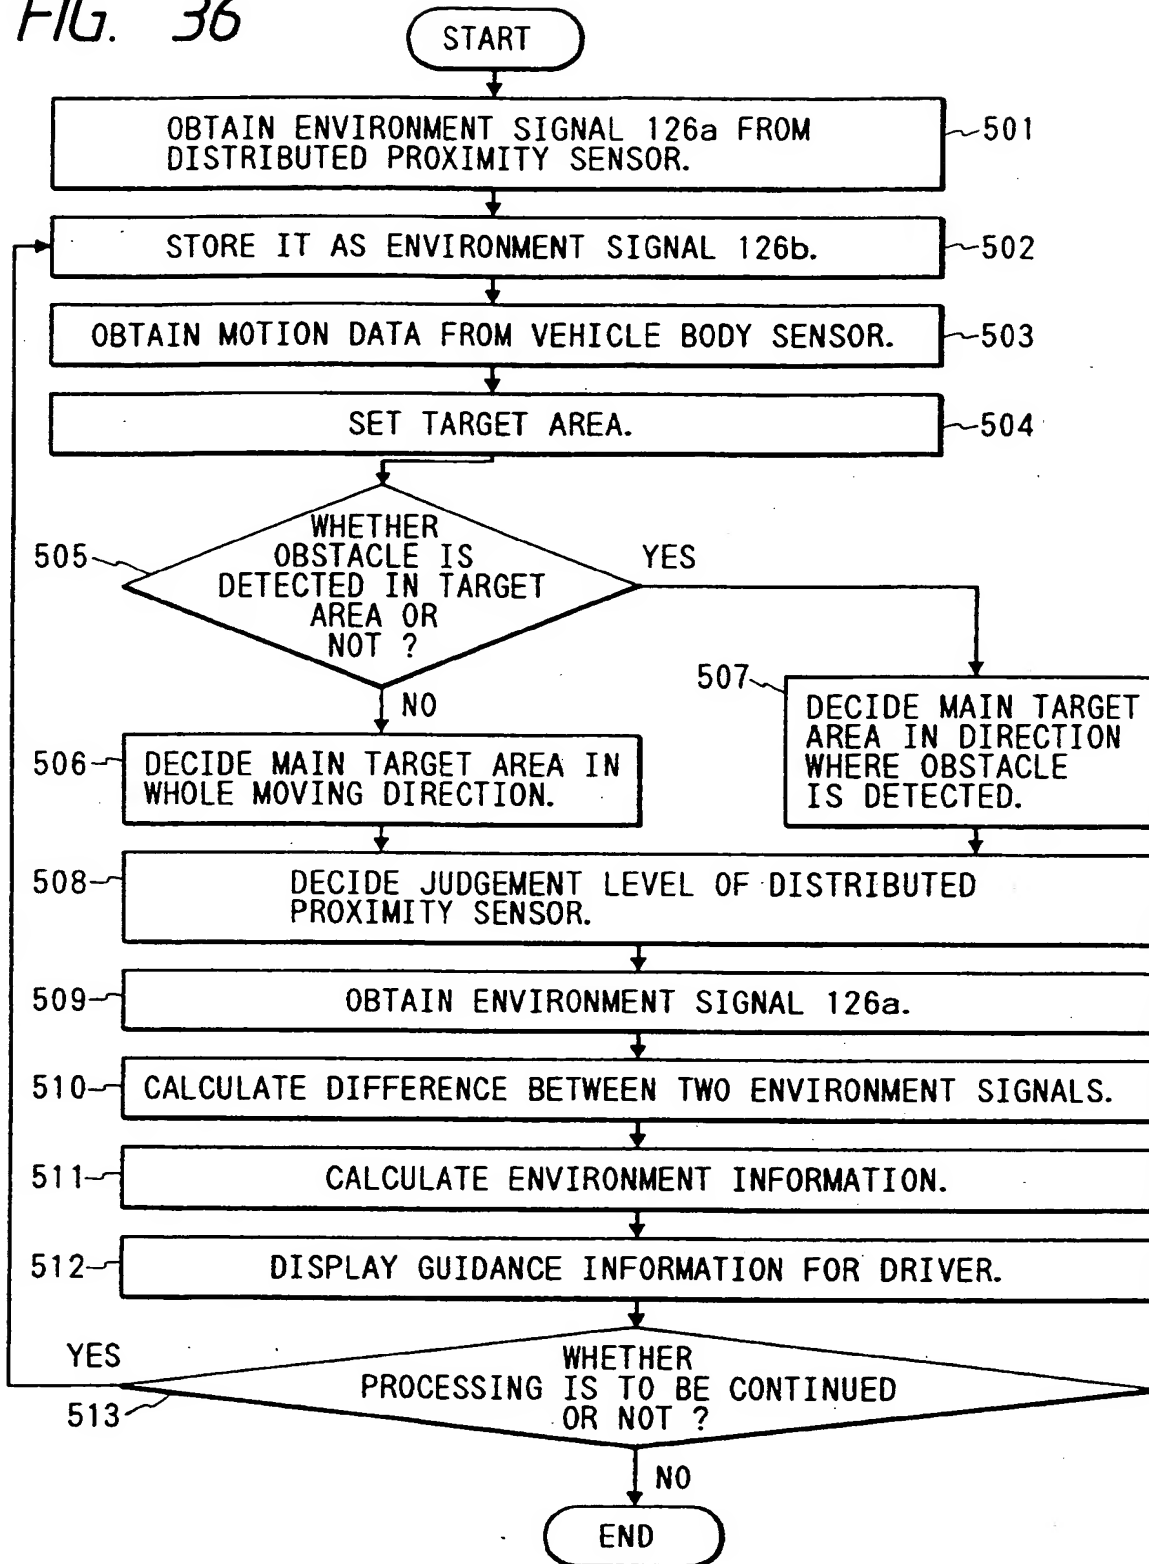 FIG. 36
START
OBTAIN ENVIRONMENT SIGNAL 126a FROM
DISTRIBUTED PROXIMITY SENSOR.
501
STORE IT AS ENVIRONMENT SIGNAL 126b.
502
OBTAIN MOTION DATA FROM VEHICLE BODY SENSOR.
503
SET TARGET AREA.
504
505
WHETHER
OBSTACLE IS
DETECTED IN TARGET
AREA OR
NOT ?
YES
NO
507
DECIDE MAIN TARGET
AREA IN DIRECTION
WHERE OBSTACLE
IS DETECTED.
506
DECIDE MAIN TARGET AREA IN
WHOLE MOVING DIRECTION.
508
DECIDE JUDGEMENT LEVEL OF DISTRIBUTED
PROXIMITY SENSOR.
509
OBTAIN ENVIRONMENT SIGNAL 126a.
510
CALCULATE DIFFERENCE BETWEEN TWO ENVIRONMENT SIGNALS.
511
CALCULATE ENVIRONMENT INFORMATION.
512
DISPLAY GUIDANCE INFORMATION FOR DRIVER.
YES
513
WHETHER
PROCESSING IS TO BE CONTINUED
OR NOT ?
NO
END